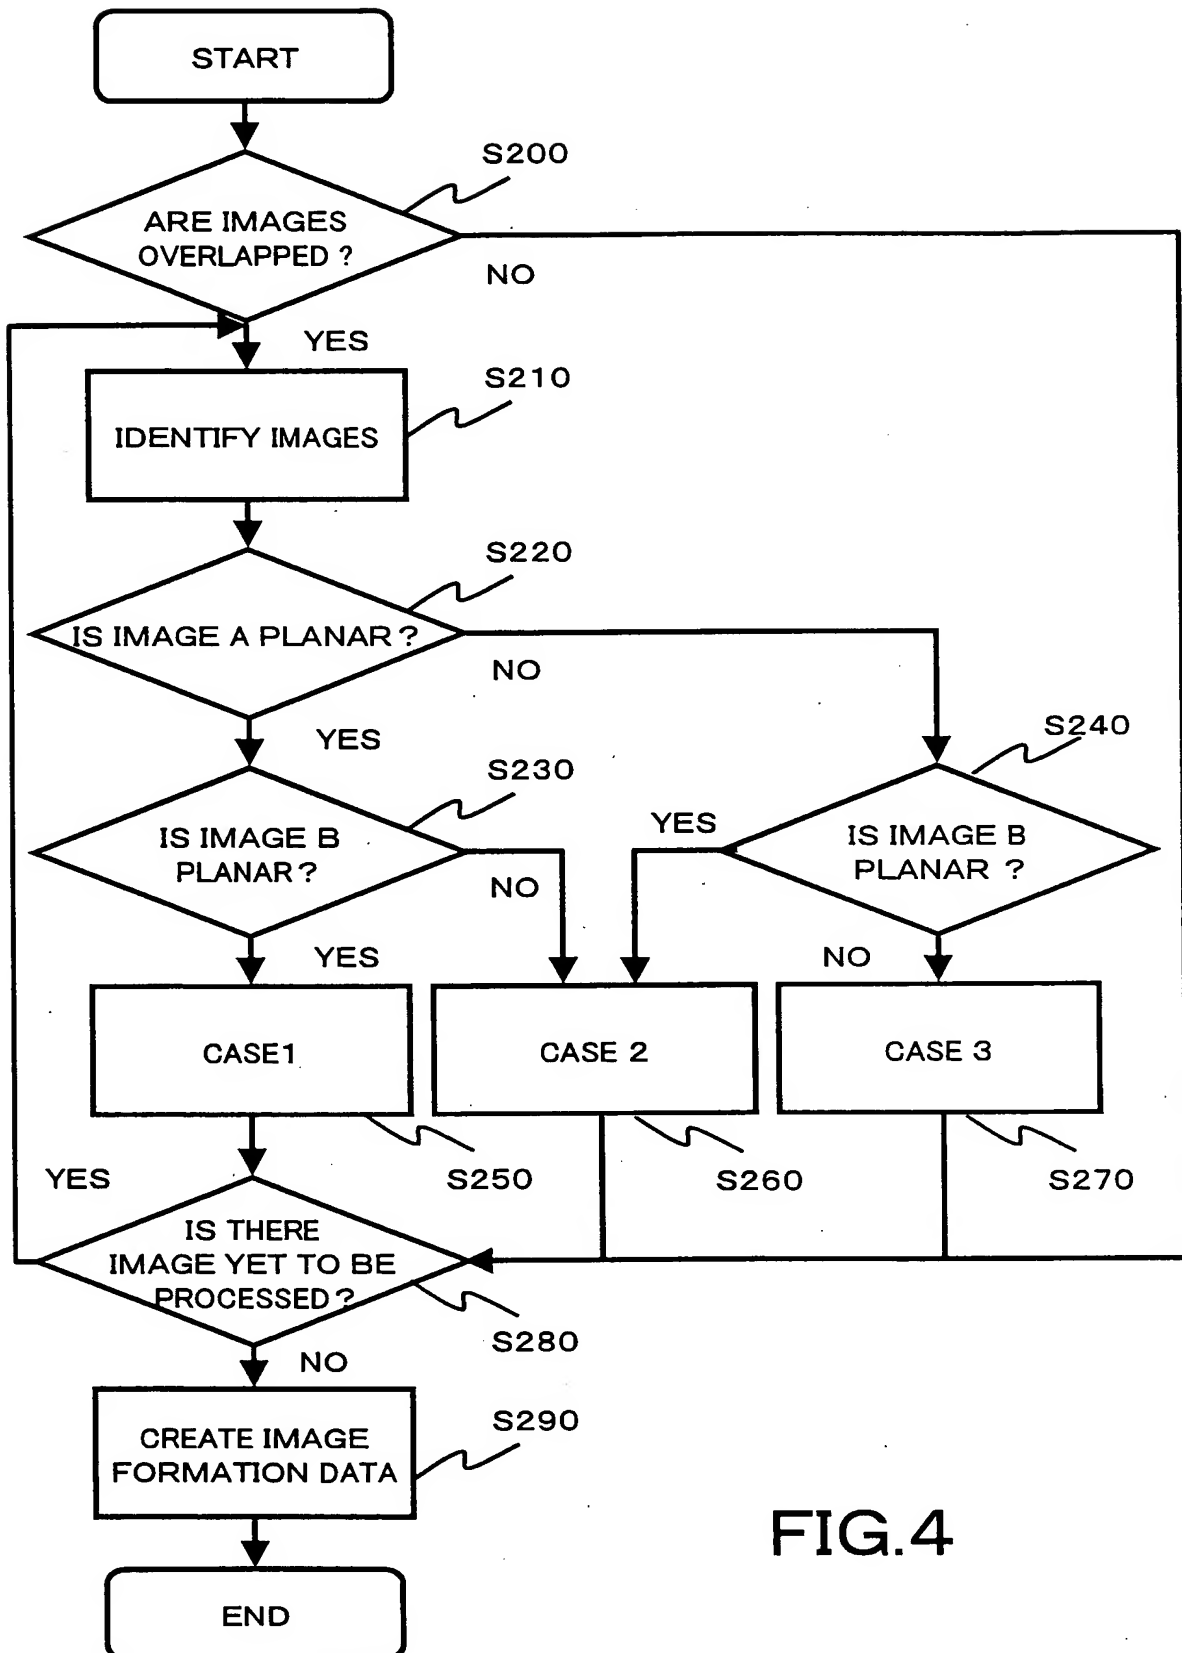 START
S200
ARE IMAGES
OVERLAPPED ?
NO
YES
S210
IDENTIFY IMAGES
S220
IS IMAGE A PLANAR ?
NO
YES
S240
S230
IS IMAGE B
PLANAR ?
NO
YES
IS IMAGE B
PLANAR ?
YES
NO
CASE1
CASE 2
CASE 3
YES
S250
S260
S270
IS THERE
IMAGE YET TO BE
PROCESSED ?
S280
NO
S290
CREATE IMAGE
FORMATION DATA
FIG.4
END